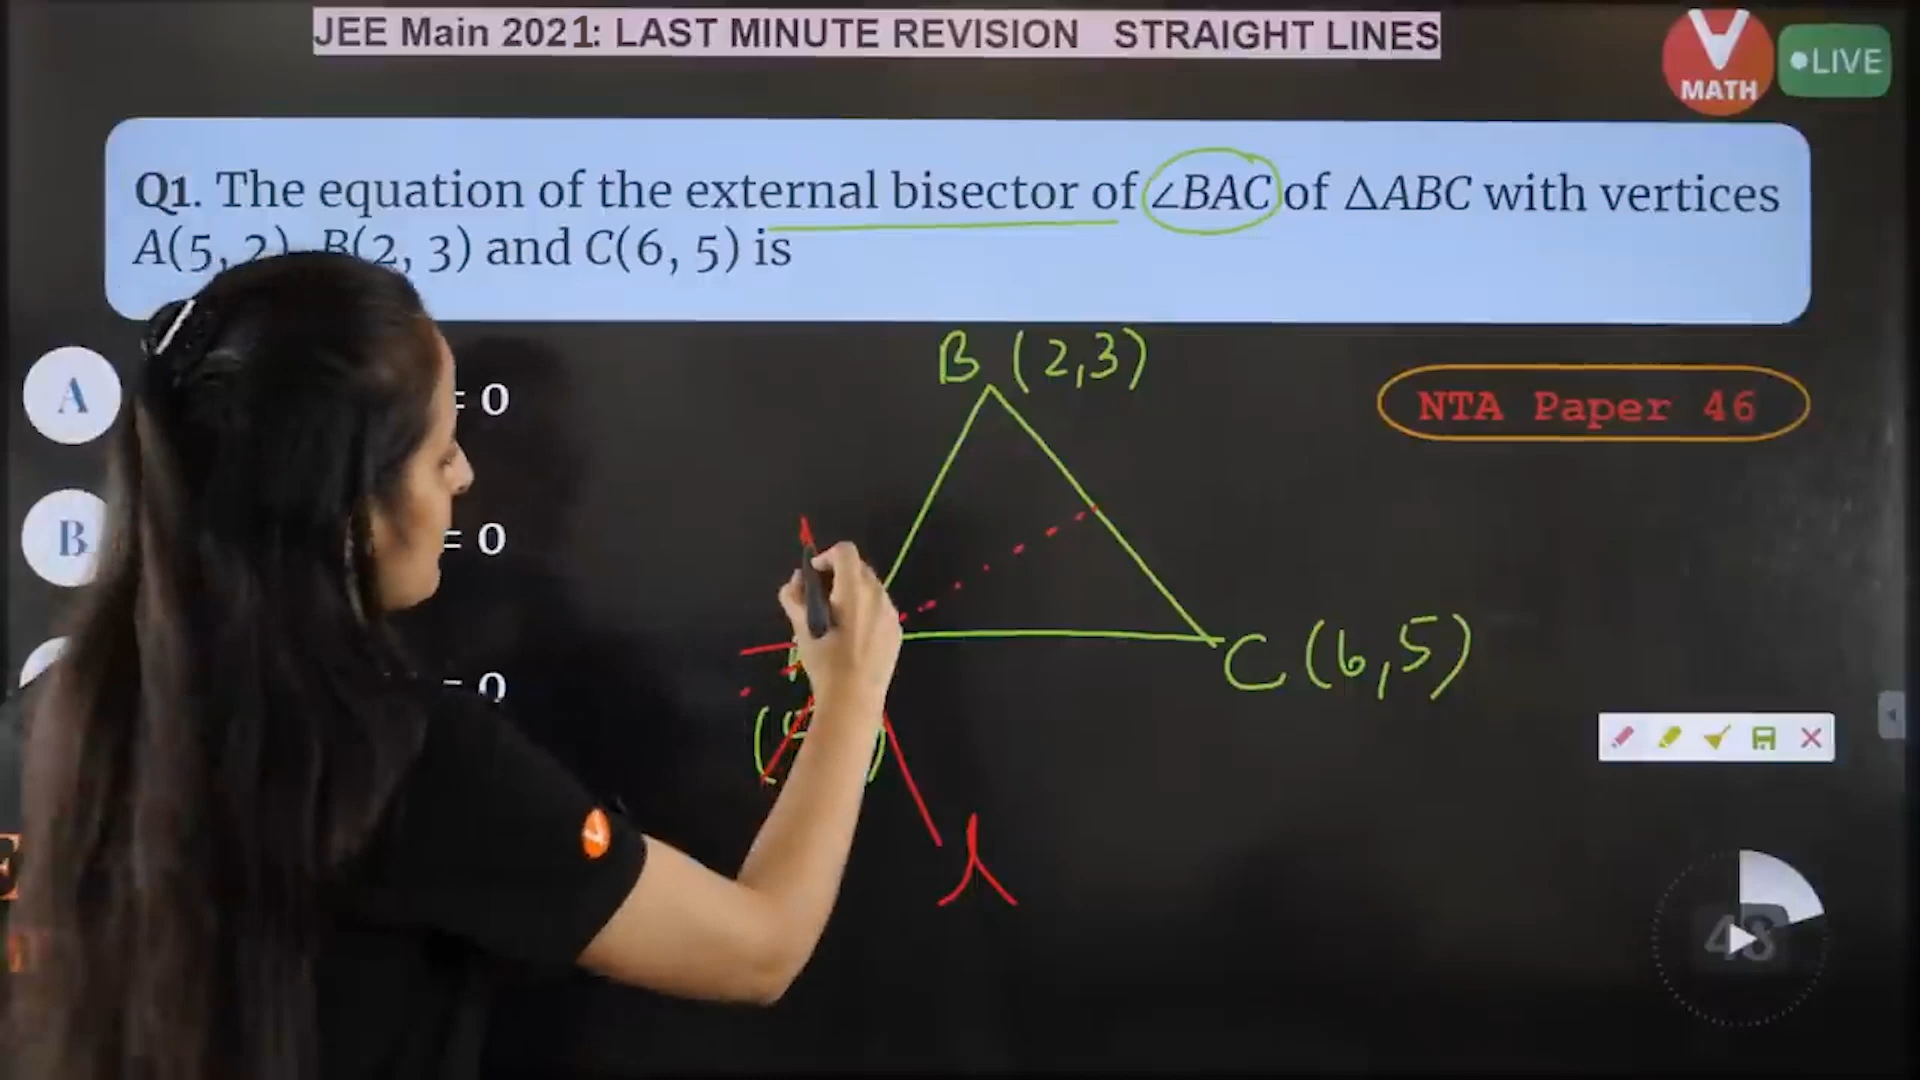 JEE Main 2021: LAST MINUTE REVISION STRAIGHT LINES
V
MATH
LIVE
Q1. The equation of the external bisector of ∠BAC of ΔABC with vertices
A(5, 2), B(2, 3) and C(6, 5) is
B (2,3)
A
= 0
NTA Paper 46
B
= 0
C (6,5)
= 0
48